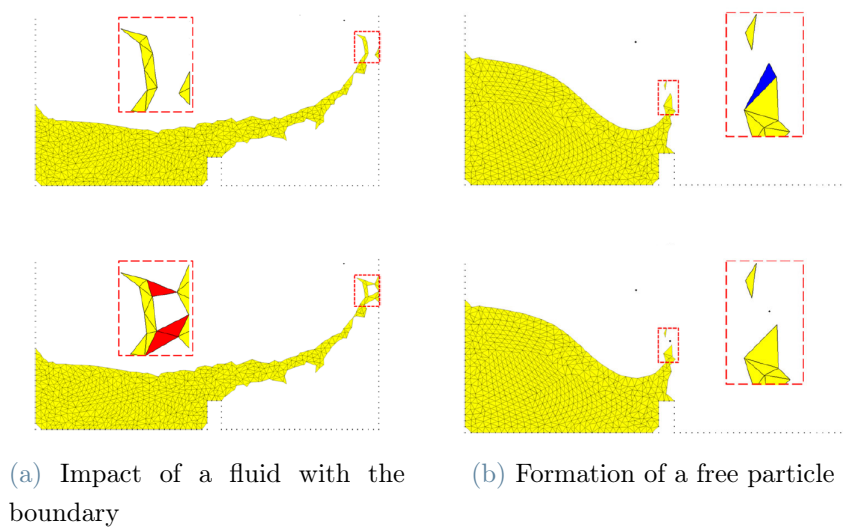 (a) Impact of a fluid with the
boundary
(b) Formation of a free particle